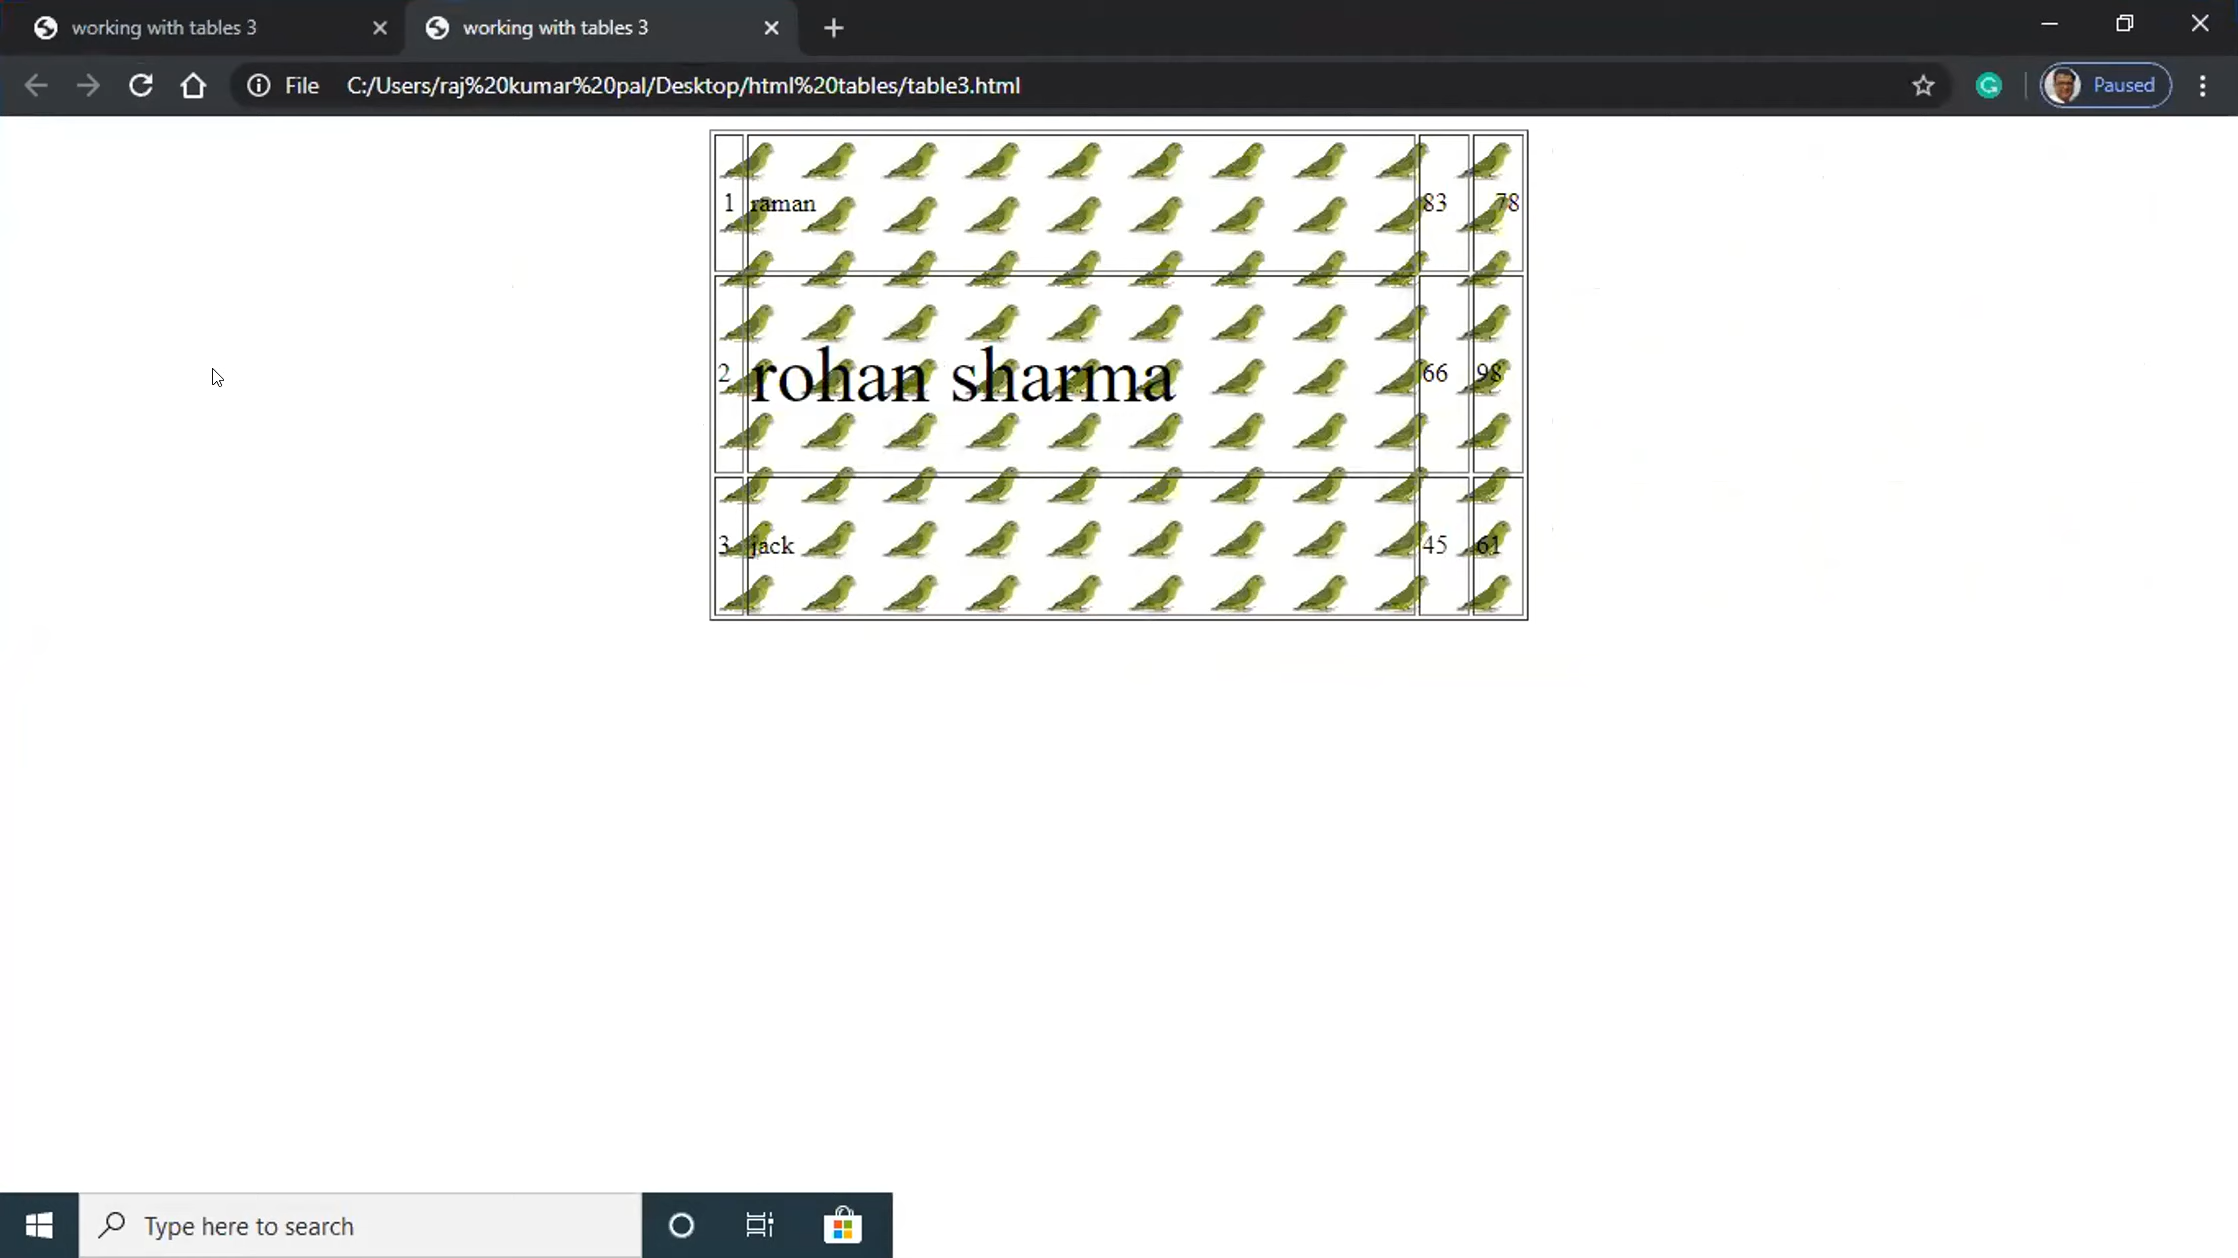 working with tables 3
working with tables 3
File C:/Users/raj%20kumar%20pal/Desktop/html%20tables/table3.html
Paused
1 raman 83 78
2 rohan sharma 66 98
3 jack 45 61
Type here to search